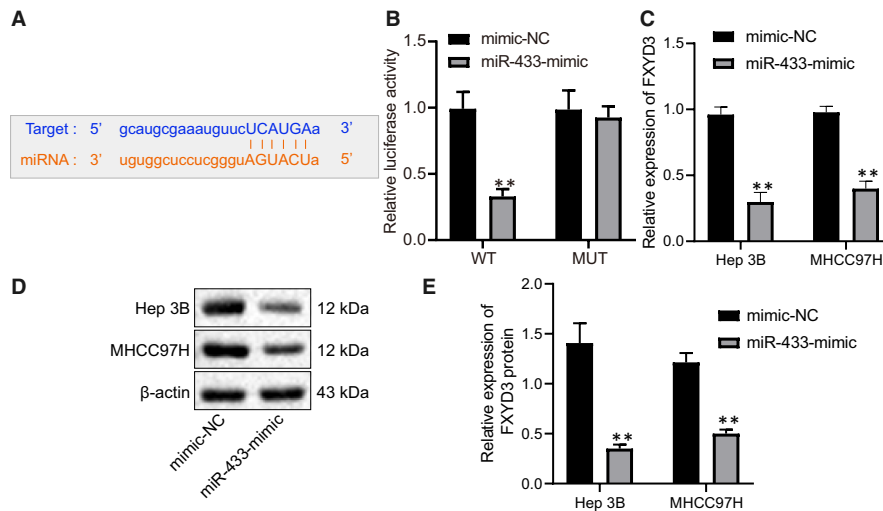 A
Target : 5’ gcaugcgaaauguucUCAUGAa 3’
miRNA : 3’ uguggcuccucggguAGUACUa 5’
B
mimic-NC
miR-433-mimic
Relative luciferase activity
1.5
1.0
0.5
0.0
**
WT MUT
C
mimic-NC
miR-433-mimic
Relative expression of FXYD3
1.5
1.0
0.5
0.0
** **
Hep 3B MHCC97H
D
Hep 3B 12 kDa
MHCC97H 12 kDa
β-actin 43 kDa
mimic-NC
miR-433-mimic
E
mimic-NC
miR-433-mimic
Relative expression of
FXYD3 protein
2.0
1.5
1.0
0.5
0.0
** **
Hep 3B MHCC97H